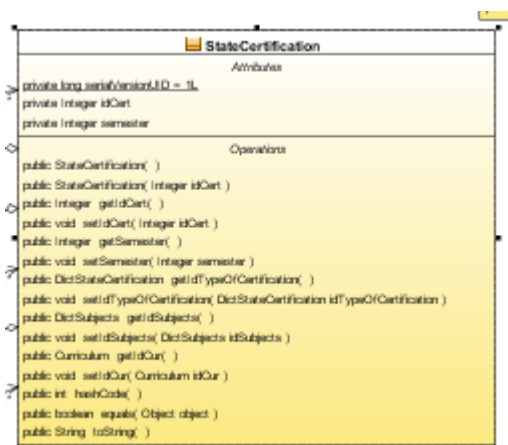 StateCertification
Attributes
private long serialVersionUID = 1L
private Integer idCert
private Integer semester
Operations
public StateCertification( )
public StateCertification( Integer idCert )
public Integer getIdCert( )
public void setIdCert( Integer idCert )
public Integer getSemester( )
public void setSemester( Integer semester )
public DictStateCertification getIdTypeOfCertification( )
public void setIdTypeOfCertification( DictStateCertification idTypeOfCertification )
public DictSubjects getIdSubjects( )
public void setIdSubjects( DictSubjects idSubjects )
public Curriculum getIdCur( )
public void setIdCur( Curriculum idCur )
public int hashCode( )
public boolean equals( Object object )
public String toString( )